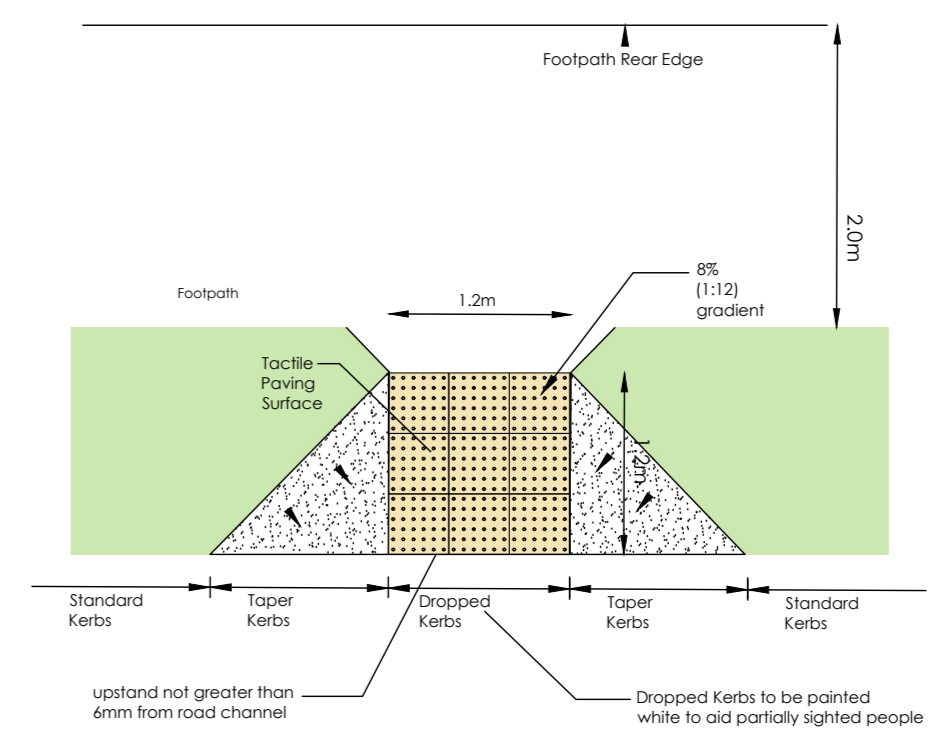 Footpath Rear Edge
2.0m
8%
(1:12)
gradient
Footpath
1.2m
Tactile
Paving
Surface
1.2m
Standard
Kerbs
Taper
Kerbs
Dropped
Kerbs
Taper
Kerbs
Standard
Kerbs
upstand not greater than
6mm from road channel
Dropped Kerbs to be painted
white to aid partially sighted people